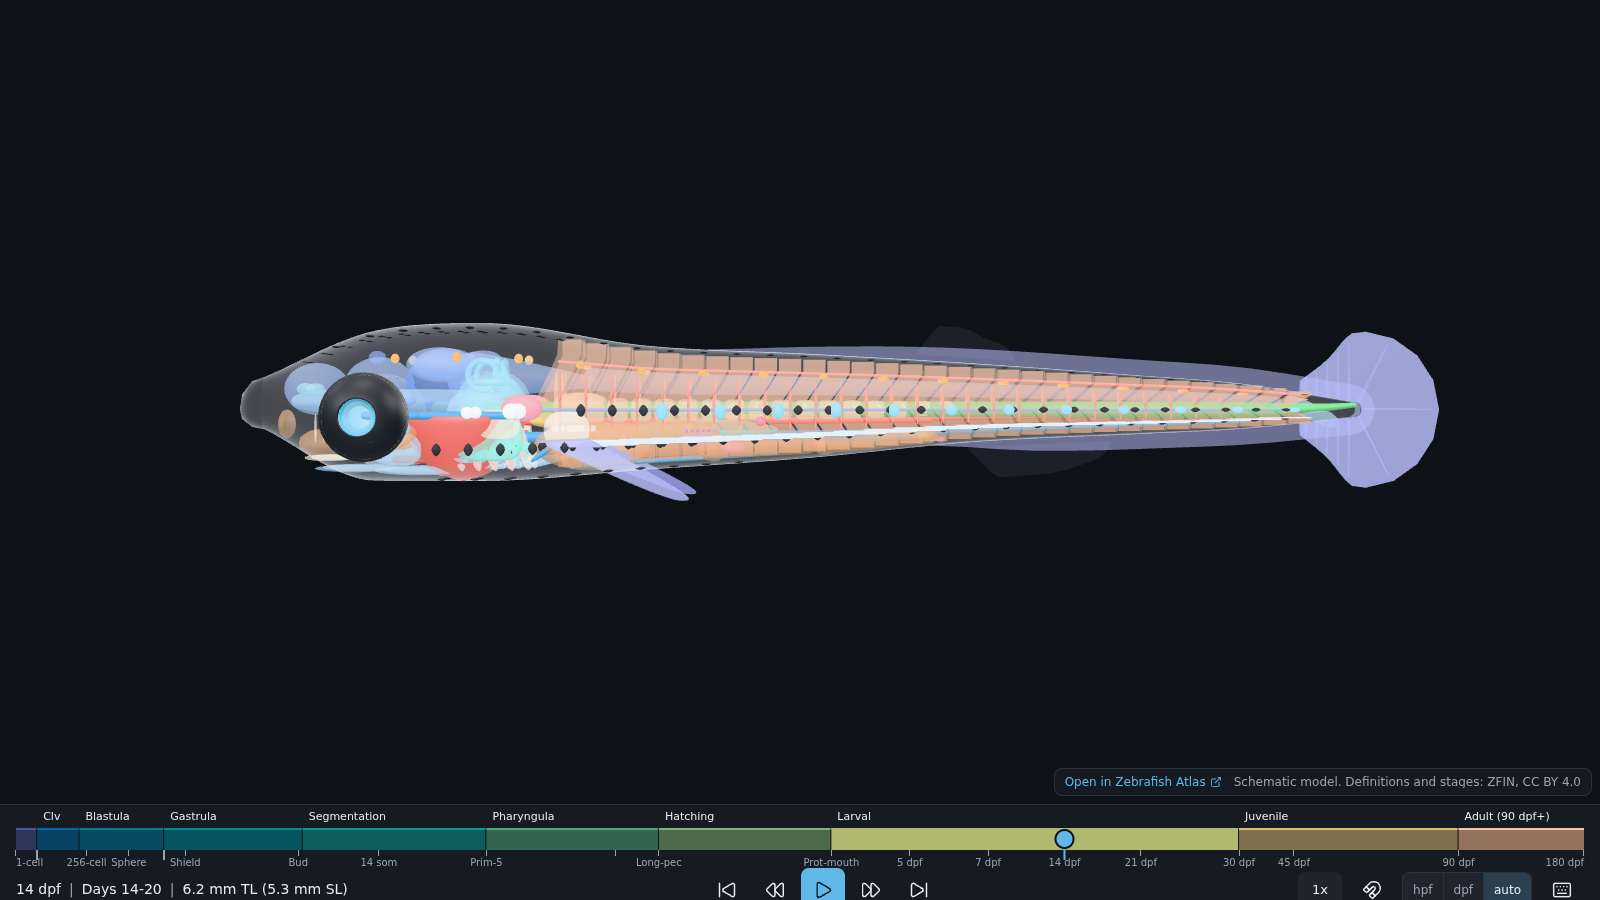 Open in Zebrafish Atlas Schematic model. Definitions and stages: ZFIN, CC BY 4.0
Clv Blastula Gastrula Segmentation Pharyngula Hatching Larval Juvenile Adult (90 dpf+)
1-cell 256-cell Sphere Shield Bud 14 som Prim-5 Long-pec Prot-mouth 5 dpf 7 dpf 14 dpf 21 dpf 30 dpf 45 dpf 90 dpf 180 dpf
14 dpf | Days 14-20 | 6.2 mm TL (5.3 mm SL) 1x hpf dpf auto